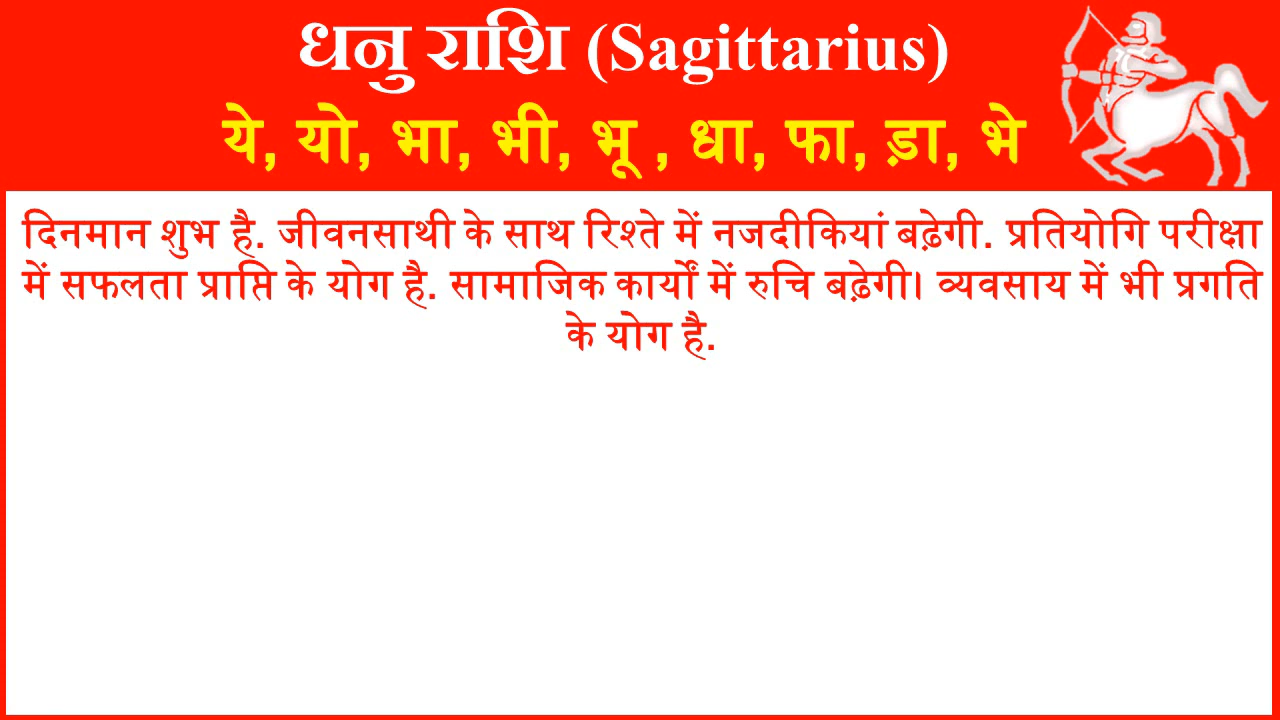 धनु राशि (Sagittarius)
ये, यो, भा, भी, भू , धा, फा, ड़ा, भे
दिनमान शुभ है. जीवनसाथी के साथ रिश्ते में नजदीकियां बढ़ेगी. प्रतियोगि परीक्षा
में सफलता प्राप्ति के योग है. सामाजिक कार्यों में रुचि बढ़ेगी। व्यवसाय में भी प्रगति
के योग है.